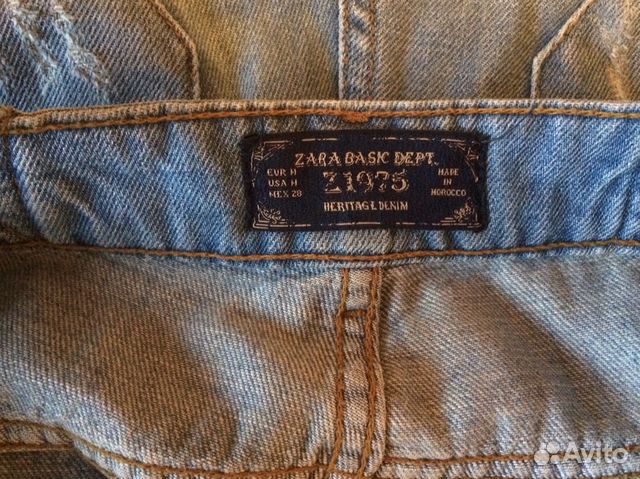 ZARA BASIC DEPT.
EUR M
USA M
MEX 28
Z1975
MADE
IN
MOROCCO
HERITAGE DENIM
Avito